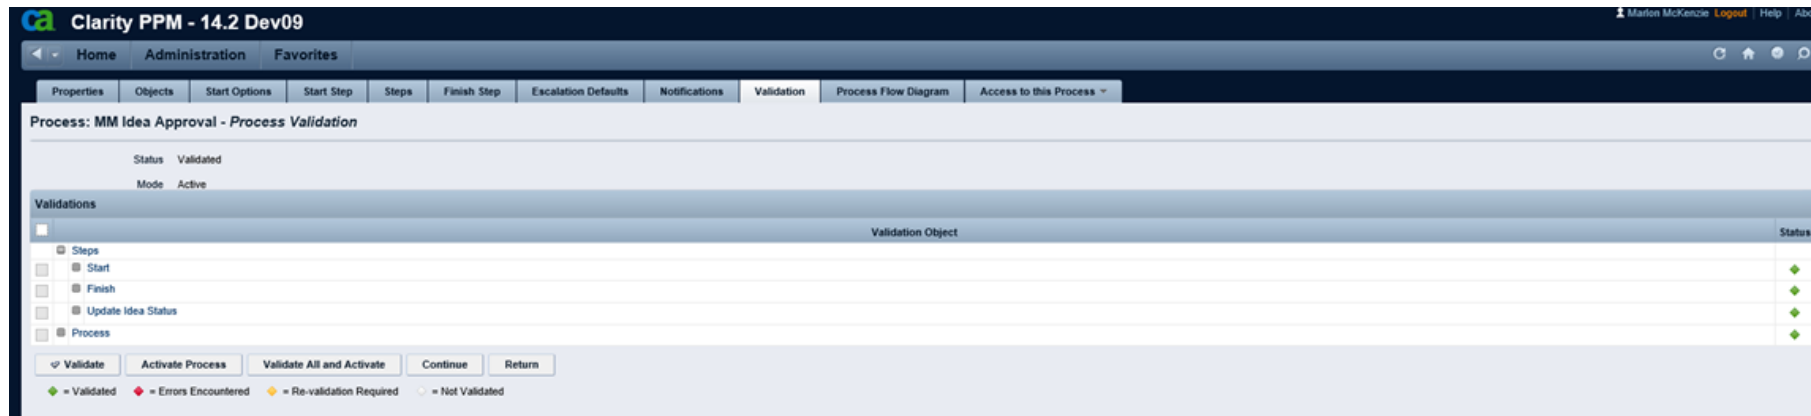 ca Clarity PPM - 14.2 Dev09
Marlon McKenzie Logout | Help | Abo
Home Administration Favorites
Properties Objects Start Options Start Step Steps Finish Step Escalation Defaults Notifications Validation Process Flow Diagram Access to this Process
Process: MM Idea Approval - Process Validation
Status Validated
Mode Active
Validations
Validation Object Status
Steps
Start
Finish
Update Idea Status
Process
Validate Activate Process Validate All and Activate Continue Return
= Validated = Errors Encountered = Re-validation Required = Not Validated